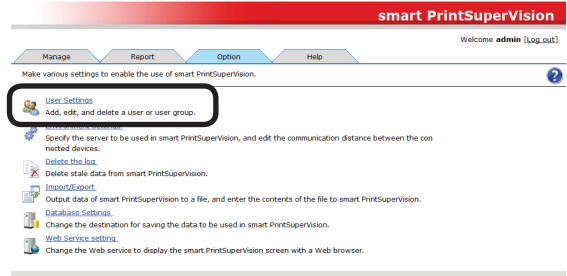 smart PrintSuperVision
Welcome admin [Log out]
Manage Report Option Help
Make various settings to enable the use of smart PrintSuperVision.
User Settings
Add, edit, and delete a user or user group.
Specify the server to be used in smart PrintSuperVision, and edit the communication distance between the con
nected devices.
Delete the log
Delete stale data from smart PrintSuperVision.
Import/Export
Output data of smart PrintSuperVision to a file, and enter the contents of the file to smart PrintSuperVision.
Database Settings
Change the destination for saving the data to be used in smart PrintSuperVision.
Web Service setting
Change the Web service to display the smart PrintSuperVision screen with a Web browser.